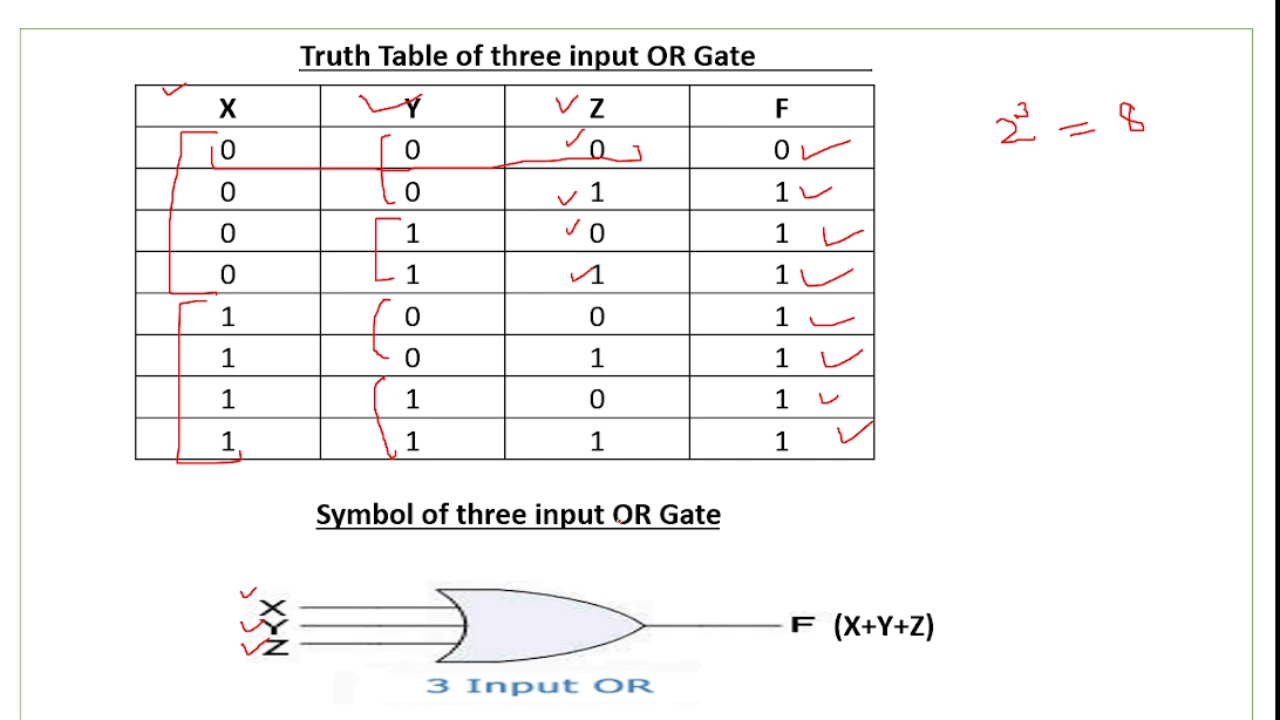 Truth Table of three input OR Gate
X Y Z F
2³ = 8
0 0 0 0
0 0 1 1
0 1 0 1
0 1 1 1
1 0 0 1
1 0 1 1
1 1 0 1
1 1 1 1
Symbol of three input OR Gate
X
Y
Z
F (X+Y+Z)
3 Input OR